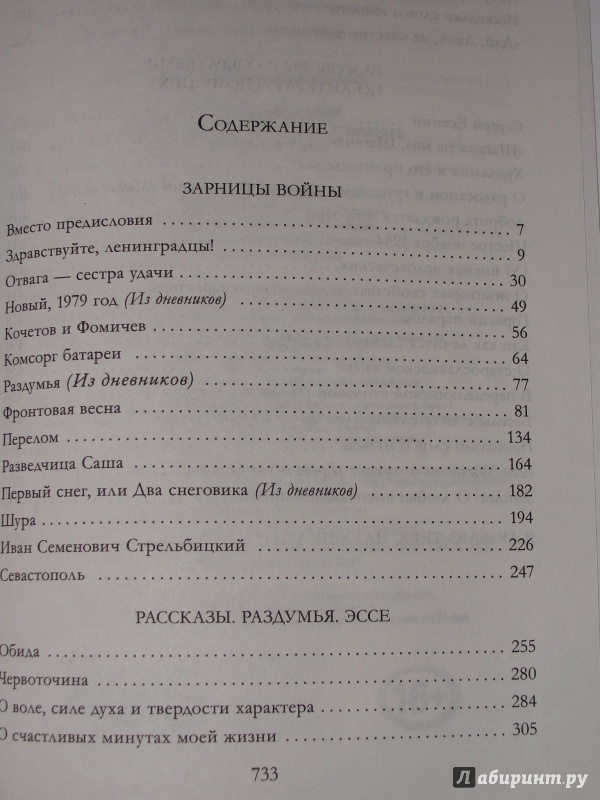 Содержание
ЗАРНИЦЫ ВОЙНЫ
Вместо предисловия 7
Здравствуйте, ленинградцы! 9
Отвага — сестра удачи 30
Новый, 1979 год (Из дневников) 49
Кочетов и Фомичев 56
Комсорг батареи 64
Раздумья (Из дневников) 77
Фронтовая весна 81
Перелом 134
Разведчица Саша 164
Первый снег, или Два снеговика (Из дневников) 182
Шура 194
Иван Семенович Стрельбицкий 226
Севастополь 247
РАССКАЗЫ. РАЗДУМЬЯ. ЭССЕ
Обида 255
Червоточина 280
О воле, силе духа и твердости характера 284
О счастливых минутах моей жизни 305
733
Лабиринт.ру